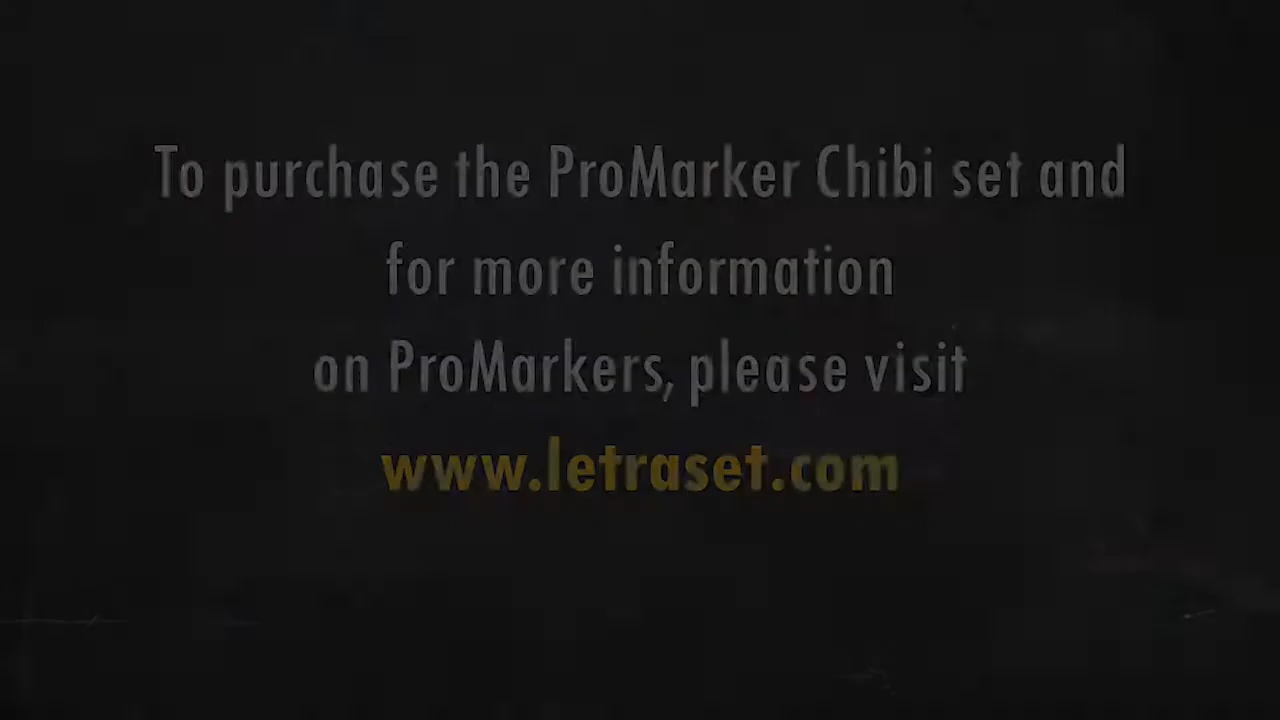 To purchase the ProMarker Chibi set and
for more information
on ProMarkers, please visit
www.letraset.com